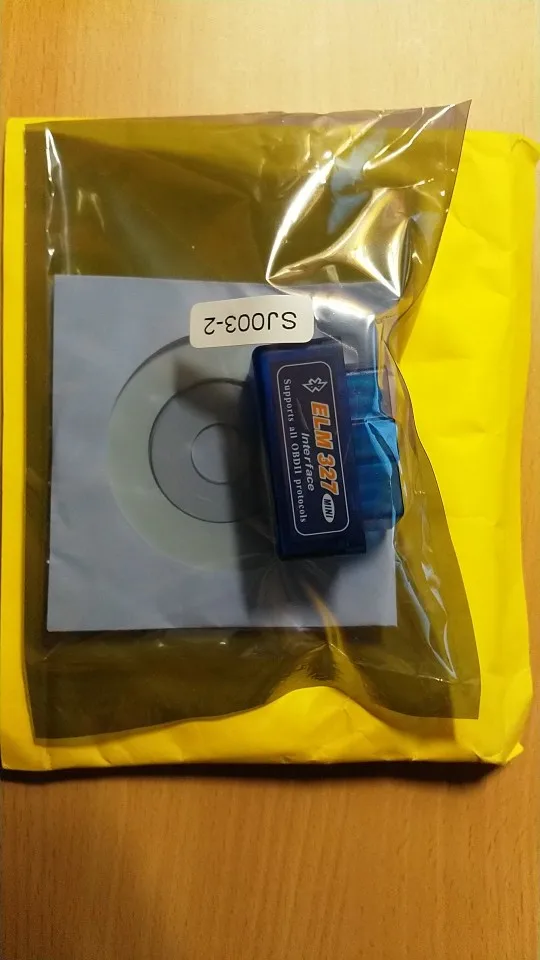 SJ003-2
ELM 327 MINI
Interface
Supports all OBDII protocols